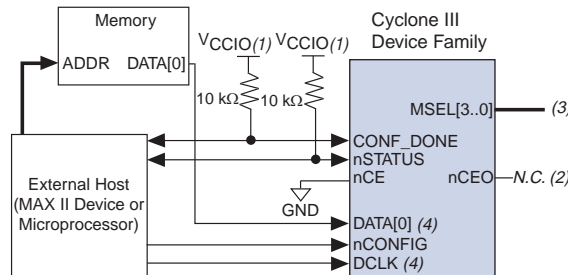 Memory
ADDR DATA[0]
VCCIO(1) VCCIO(1)
10 kΩ 10 kΩ
Cyclone III
Device Family
MSEL[3..0] (3)
CONF_DONE
nSTATUS
nCE nCEO N.C. (2)
GND
External Host
(MAX II Device or
Microprocessor)
DATA[0] (4)
nCONFIG
DCLK (4)